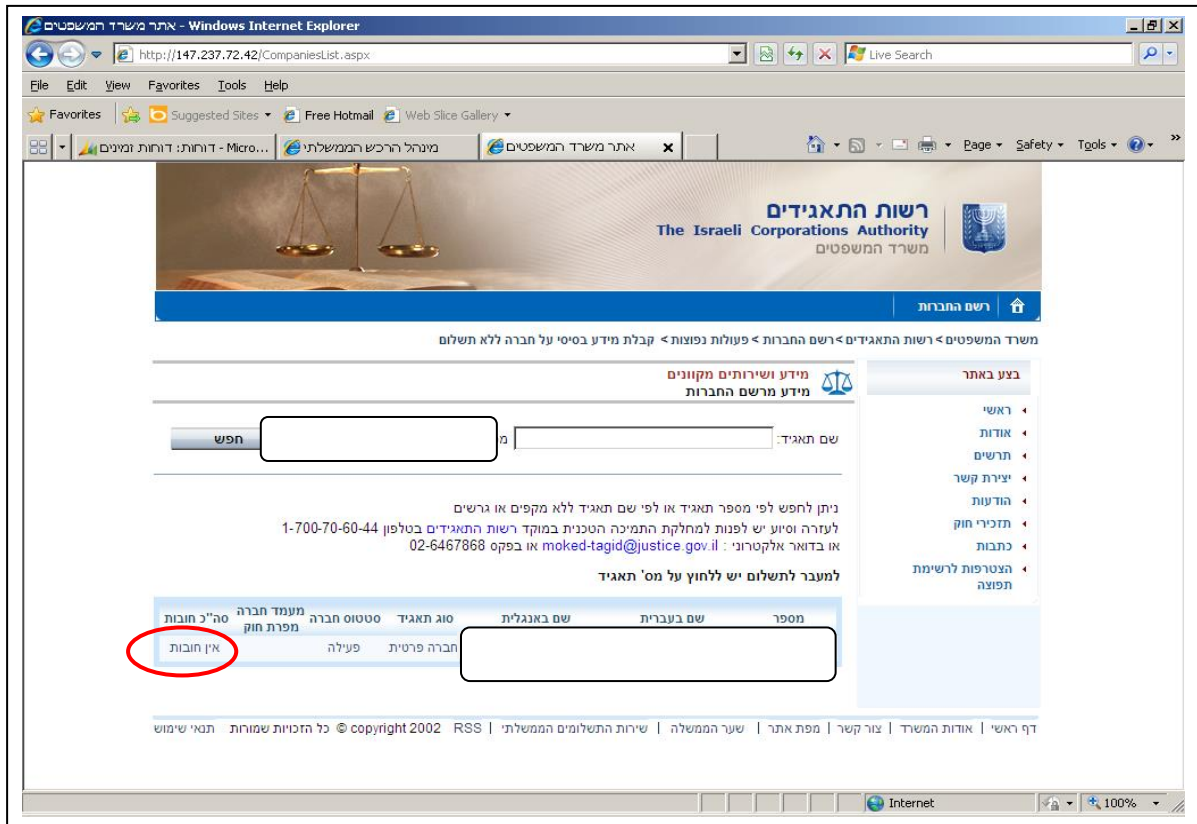 אתר משרד המשפטים - Windows Internet Explorer
http://147.237.72.42/CompaniesList.aspx
Live Search
File Edit View Favorites Tools Help
Favorites Suggested Sites Free Hotmail Web Slice Gallery
דוחות: דוחות זמינים - Micro...
מינהל הרכש הממשלתי
אתר משרד המשפטים
Page Safety Tools
רשות התאגידים
The Israeli Corporations Authority
משרד המשפטים
רשם החברות
משרד המשפטים > רשות התאגידים > רשם החברות > פעולות נפוצות > קבלת מידע בסיסי על חברה ללא תשלום
בצע באתר
ראשי
אודות
תרשים
יצירת קשר
הודעות
תזכירי חוק
כתבות
הצטרפות לרשימת
תפוצה
מידע ושירותים מקוונים
מידע מרשם החברות
שם תאגיד: מ חפש
ניתן לחפש לפי מספר תאגיד או לפי שם תאגיד ללא מקפים או גרשים
לעזרה וסיוע יש לפנות למחלקת התמיכה הטכנית במוקד רשות התאגידים בטלפון 1-700-70-60-44
או בדואר אלקטרוני : moked-tagid@justice.gov.il או בפקס 02-6467868
למעבר לתשלום יש ללחוץ על מס' תאגיד
מספר שם בעברית שם באנגלית סוג תאגיד סטטוס חברה מעמד חברה מפרת חוק סה"כ חובות
חברה פרטית פעילה אין חובות
דף ראשי | אודות המשרד | צור קשר | מפת אתר | שער הממשלה | שירות התשלומים הממשלתי | RSS copyright 2002 © כל הזכויות שמורות תנאי שימוש
Internet 100%